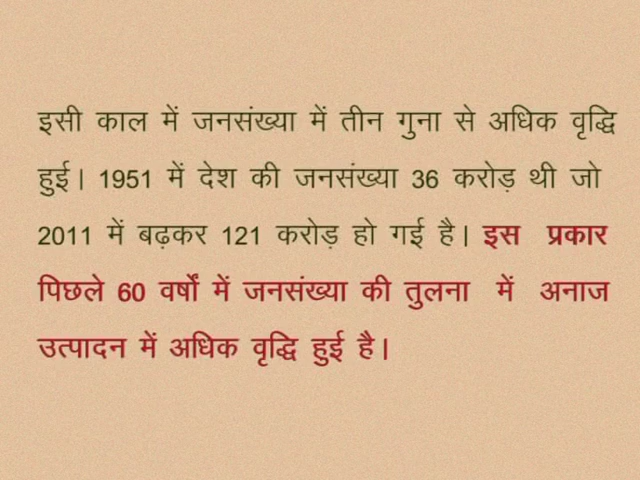 इसी काल में जनसंख्या में तीन गुना से अधिक वृद्धि
हुई। 1951 में देश की जनसंख्या 36 करोड़ थी जो
2011 में बढ़कर 121 करोड़ हो गई है। इस प्रकार
पिछले 60 वर्षों में जनसंख्या की तुलना में अनाज
उत्पादन में अधिक वृद्धि हुई है।